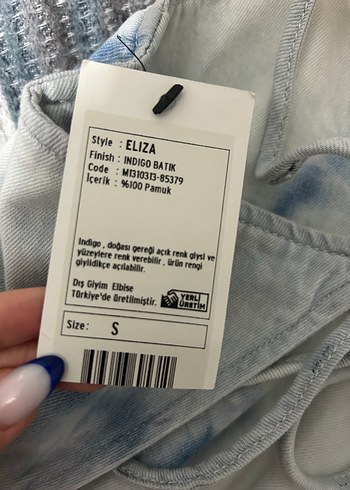 Style : ELIZA
Finish : INDIGO BATIK
Code : M1310313-85379
İçerik : %100 Pamuk
Indigo , doğası gereği açık renk giysi ve
yüzeylere renk verebilir , ürün rengi
giyildikçe açılabilir.
Dış Giyim Elbise
Türkiye'de üretilmiştir.
YERLİ
ÜRETİM
Size: S